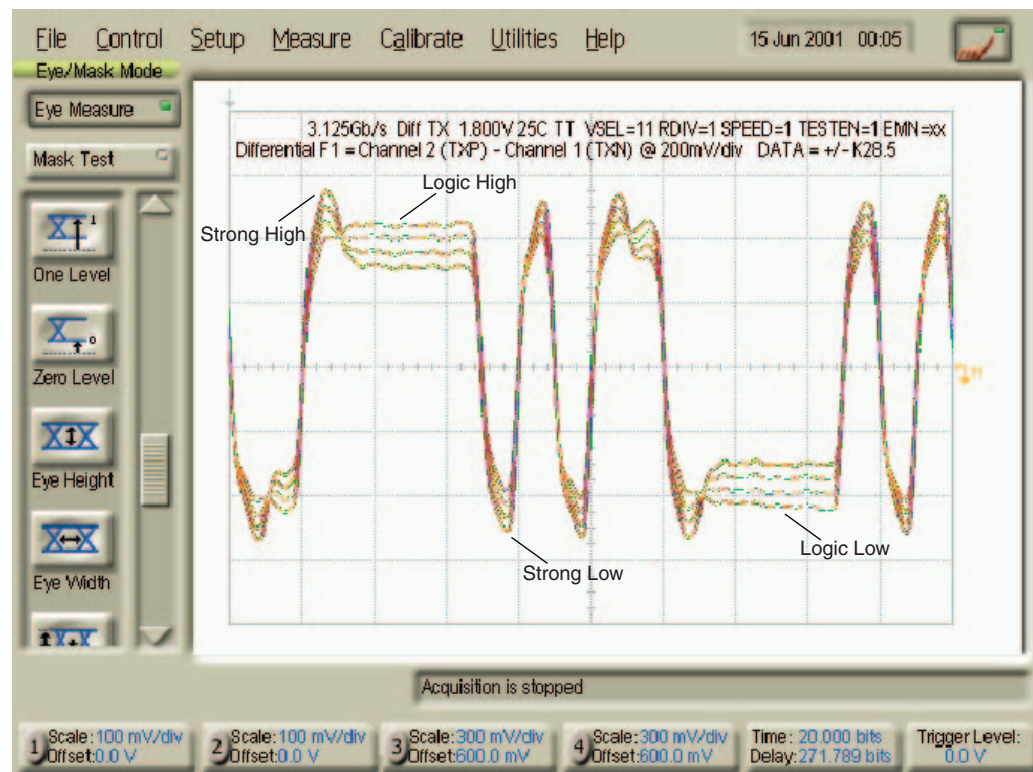 File Control Setup Measure Calibrate Utilities Help 15 Jun 2001 00:05
Eye/Mask Mode
Eye Measure
Mask Test
One Level
Zero Level
Eye Height
Eye Width
3.125Gb/s Diff TX 1.800V 25C TT VSEL=11 RDIV=1 SPEED=1 TESTEN=1 EMN=xx
Differential F1 = Channel 2 (TXP) - Channel 1 (TXN) @ 200mV/div DATA = +/- K28.5
Logic High
Strong High
Logic Low
Strong Low
Acquisition is stopped
1 Scale: 100 mV/div
Offset: 0.0 V
2 Scale: 100 mV/div
Offset: 0.0 V
3 Scale: 300 mV/div
Offset: 600.0 mV
4 Scale: 300 mV/div
Offset: 600.0 mV
Time: 20.000 bits
Delay: 271.789 bits
Trigger Level:
0.0 V